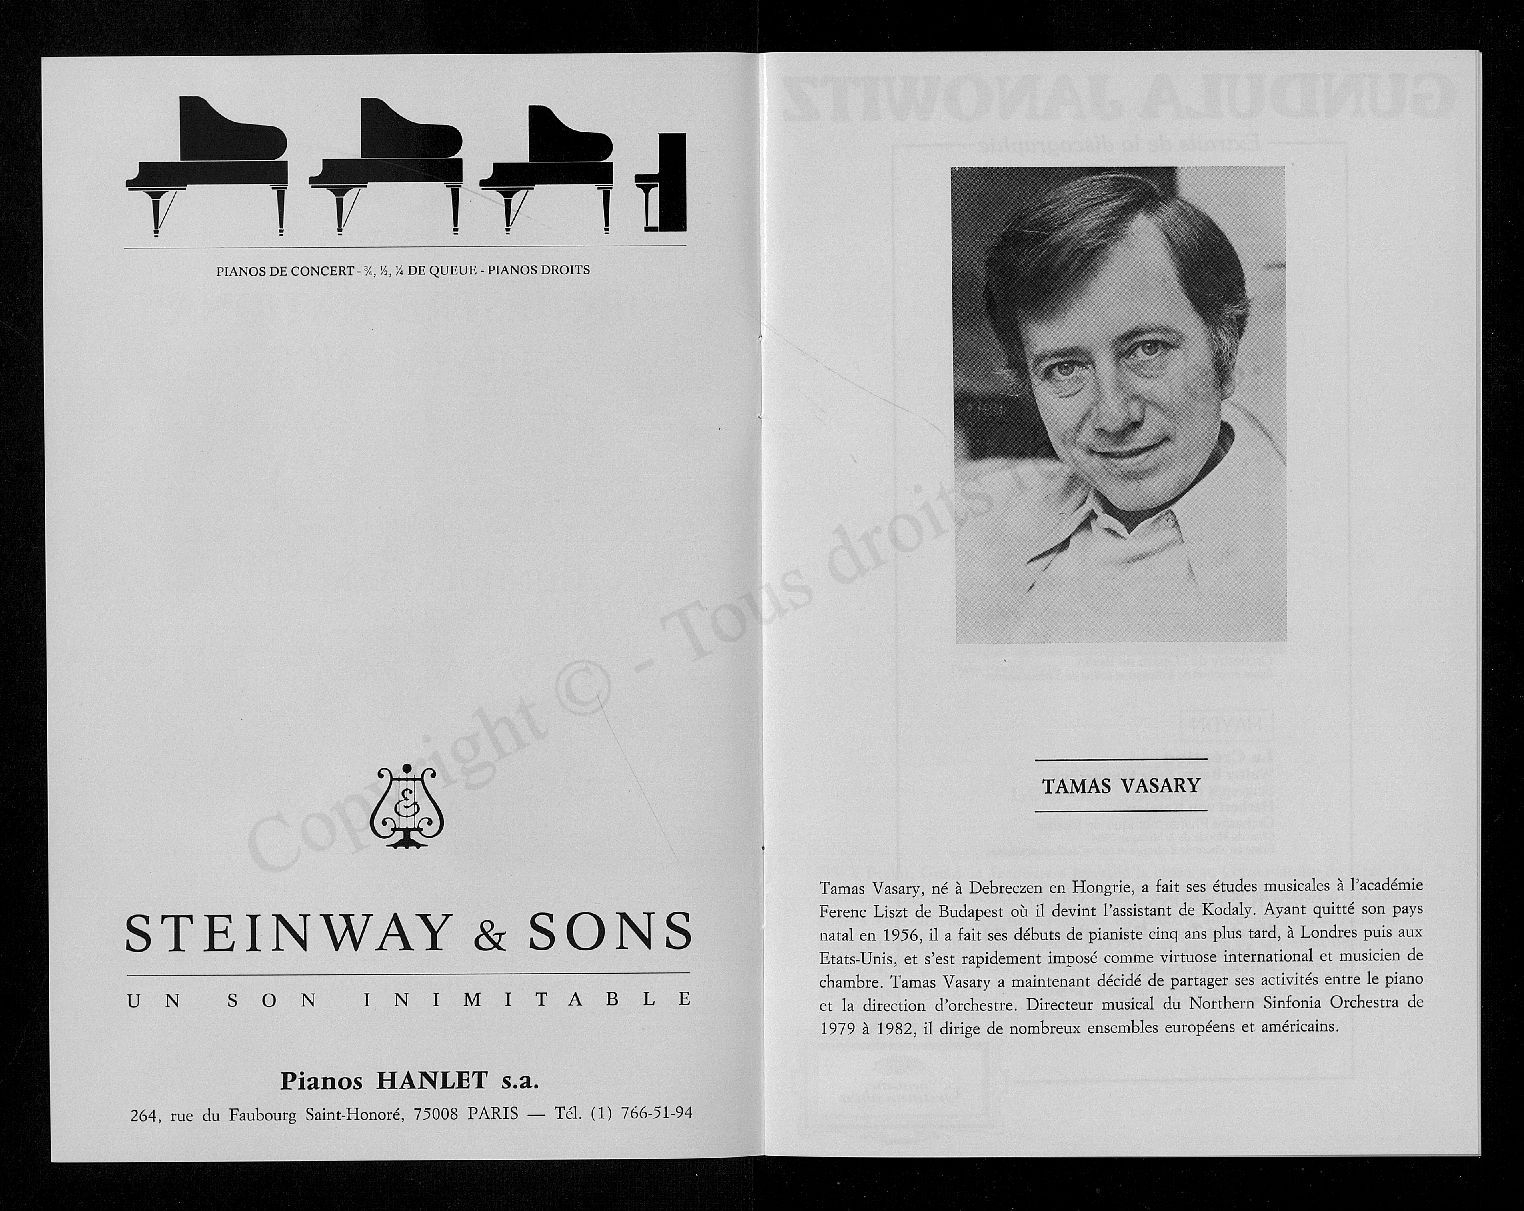 PIANOS DE CONCERT - ¾, ½, ¼ DE QUEUE - PIANOS DROITS
STEINWAY & SONS
UN SON INIMITABLE
Pianos HANLET s.a.
264, rue du Faubourg Saint-Honoré, 75008 PARIS — Tél. (1) 766-51-94
Copyright © - Tous droits
GUNDULA JANOWITZ
Extraits de la discographie
TAMAS VASARY
Tamas Vasary, né à Debreczen en Hongrie, a fait ses études musicales à l'académie
Ferenc Liszt de Budapest où il devint l'assistant de Kodaly. Ayant quitté son pays
natal en 1956, il a fait ses débuts de pianiste cinq ans plus tard, à Londres puis aux
Etats-Unis, et s'est rapidement imposé comme virtuose international et musicien de
chambre. Tamas Vasary a maintenant décidé de partager ses activités entre le piano
et la direction d'orchestre. Directeur musical du Northern Sinfonia Orchestra de
1979 à 1982, il dirige de nombreux ensembles européens et américains.